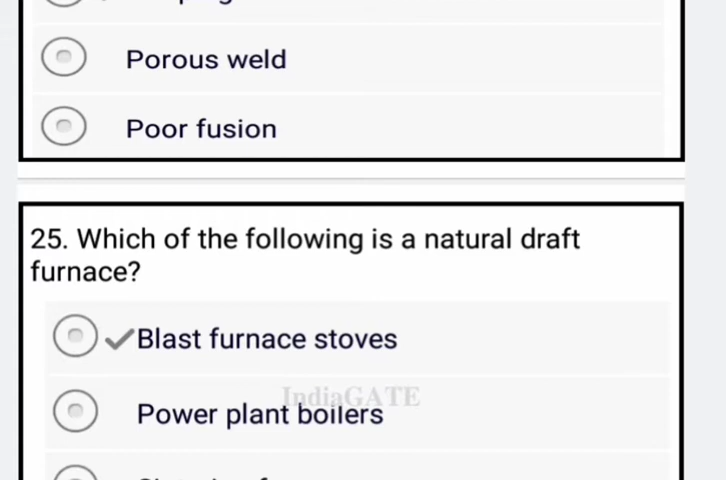 Porous weld
Poor fusion
25. Which of the following is a natural draft
furnace?
Blast furnace stoves
IndiaGATE
Power plant boilers